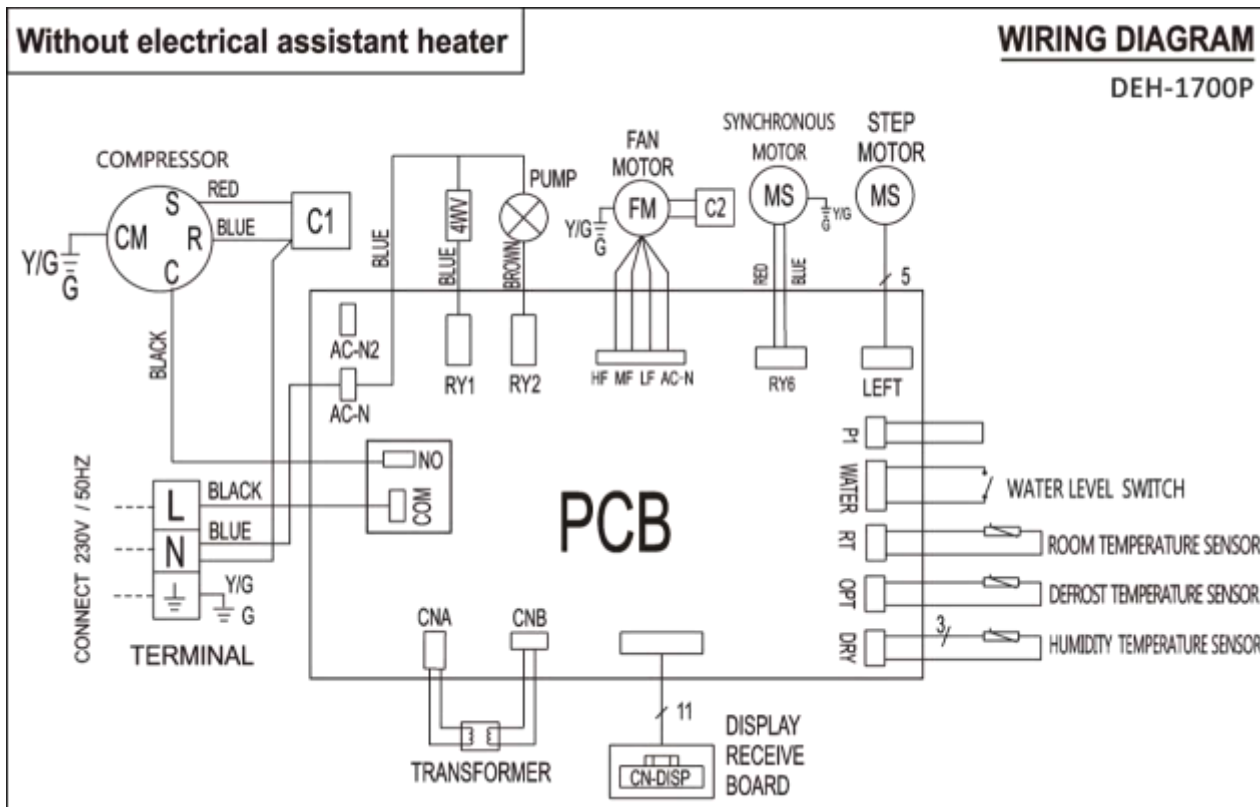 Without electrical assistant heater
WIRING DIAGRAM
DEH-1700P
COMPRESSOR
S
RED
CM
R
BLUE
C1
C
Y/G
G
BLACK
BLUE
4WV
BLUE
PUMP
BROWN
FAN
MOTOR
FM
C2
Y/G
G
SYNCHRONOUS
MOTOR
MS
Y/G
G
RED
BLUE
STEP
MOTOR
MS
5
AC-N2
AC-N
RY1
RY2
HF MF LF AC-N
RY6
LEFT
NO
COM
PCB
P1
WATER
WATER LEVEL SWITCH
RT
ROOM TEMPERATURE SENSOR
OPT
DEFROST TEMPERATURE SENSOR
DRY
3
HUMIDITY TEMPERATURE SENSOR
CONNECT 230V / 50HZ
L
BLACK
N
BLUE
Y/G
G
TERMINAL
CNA
CNB
TRANSFORMER
11
CN-DISP
DISPLAY
RECEIVE
BOARD